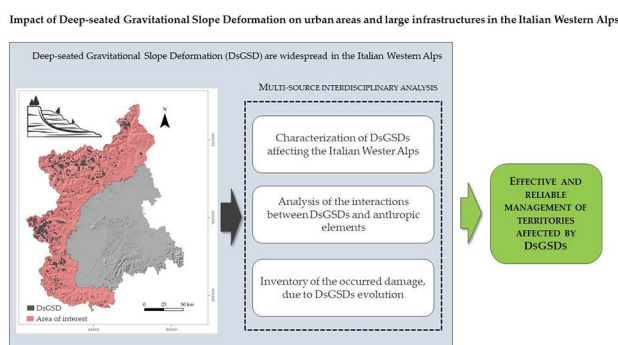 Impact of Deep-seated Gravitational Slope Deformation on urban areas and large infrastructures in the Italian Western Alps
Deep-seated Gravitational Slope Deformation (DsGSD) are widespread in the Italian Western Alps
MULTI-SOURCE INTERDISCIPLINARY ANALYSIS
N
Characterization of DsGSDs
affecting the Italian Wester Alps
Analysis of the interactions
between DsGSDs and anthropic
elements
Inventory of the occurred damage,
due to DsGSDs evolution
EFFECTIVE AND
RELIABLE
MANAGEMENT OF
TERRITORIES
AFFECTED BY
DSGSDS
DsGSD
Area of interest
0 25 50 km